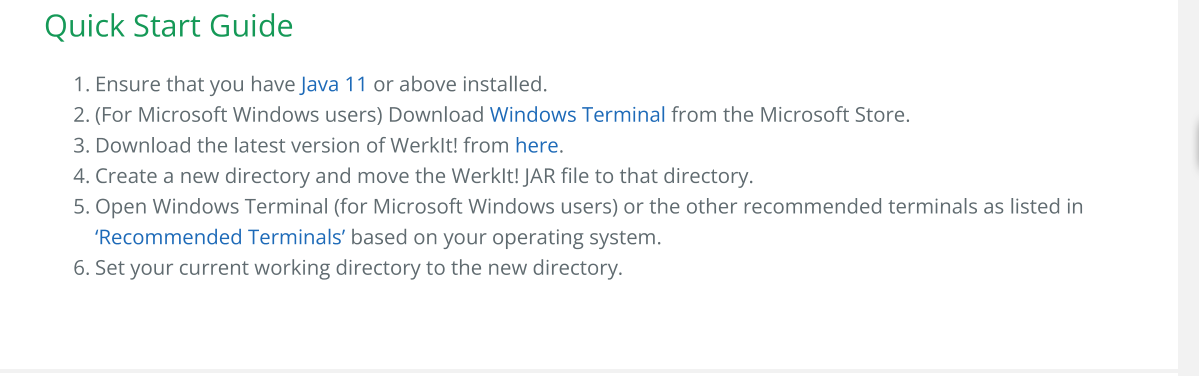 Quick Start Guide
1. Ensure that you have Java 11 or above installed.
2. (For Microsoft Windows users) Download Windows Terminal from the Microsoft Store.
3. Download the latest version of WerkIt! from here.
4. Create a new directory and move the WerkIt! JAR file to that directory.
5. Open Windows Terminal (for Microsoft Windows users) or the other recommended terminals as listed in
‘Recommended Terminals’ based on your operating system.
6. Set your current working directory to the new directory.